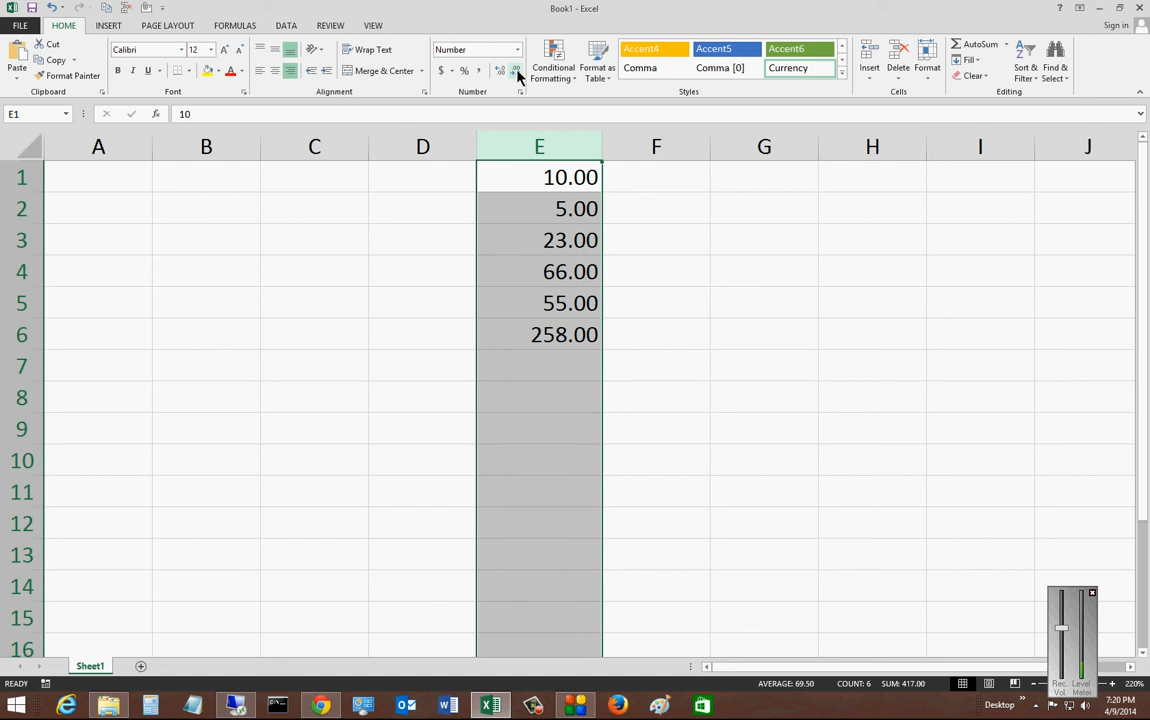 Book1 - Excel
Sign in
FILE HOME INSERT PAGE LAYOUT FORMULAS DATA REVIEW VIEW
Paste
Cut
Copy
Format Painter
Clipboard
Calibri 12
B I U
Font
Wrap Text
Merge & Center
Alignment
Number
$ % ,
Number
Conditional Formatting
Format as Table
Accent4 Accent5 Accent6
Comma Comma [0] Currency
Styles
Insert Delete Format
Cells
AutoSum
Fill
Clear
Sort & Filter
Find & Select
Editing
E1 10
A B C D E F G H I J
1 10.00
2 5.00
3 23.00
4 66.00
5 55.00
6 258.00
7
8
9
10
11
12
13
14
15
16
Sheet1
READY AVERAGE: 69.50 COUNT: 6 SUM: 417.00 220%
Rec. Vol
Level Meter
Desktop
7:20 PM
4/9/2014